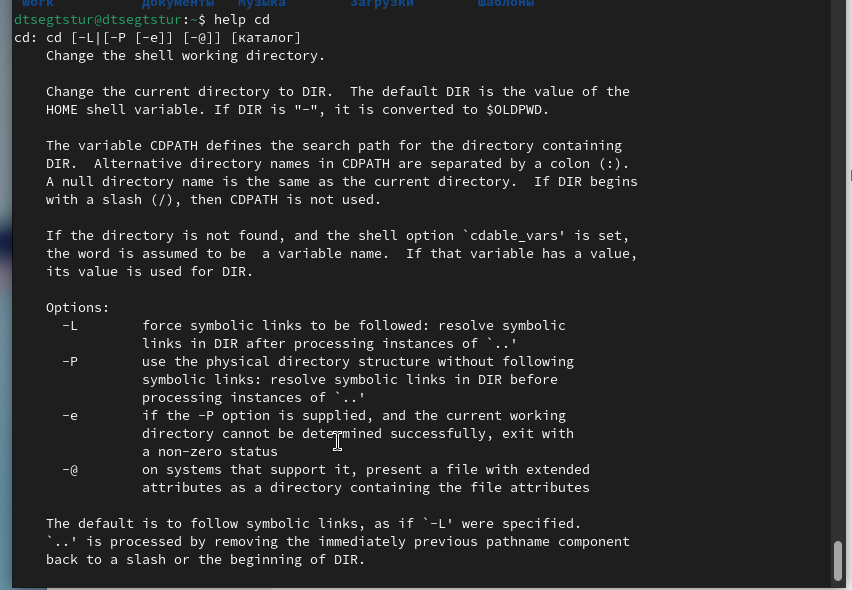 work Документы Музыка Загрузки Шаблоны
dtsegtstur@dtsegtstur:~$ help cd
cd: cd [-L|[-P [-e]] [-@]] [каталог]
Change the shell working directory.
Change the current directory to DIR.  The default DIR is the value of the
HOME shell variable. If DIR is "-", it is converted to $OLDPWD.
The variable CDPATH defines the search path for the directory containing
DIR.  Alternative directory names in CDPATH are separated by a colon (:).
A null directory name is the same as the current directory.  If DIR begins
with a slash (/), then CDPATH is not used.
If the directory is not found, and the shell option `cdable_vars' is set,
the word is assumed to be  a variable name.  If that variable has a value,
its value is used for DIR.
Options:
-L        force symbolic links to be followed: resolve symbolic
links in DIR after processing instances of `..'
-P        use the physical directory structure without following
symbolic links: resolve symbolic links in DIR before
processing instances of `..'
-e        if the -P option is supplied, and the current working
directory cannot be determined successfully, exit with
a non-zero status
-@        on systems that support it, present a file with extended
attributes as a directory containing the file attributes
The default is to follow symbolic links, as if `-L' were specified.
`..' is processed by removing the immediately previous pathname component
back to a slash or the beginning of DIR.